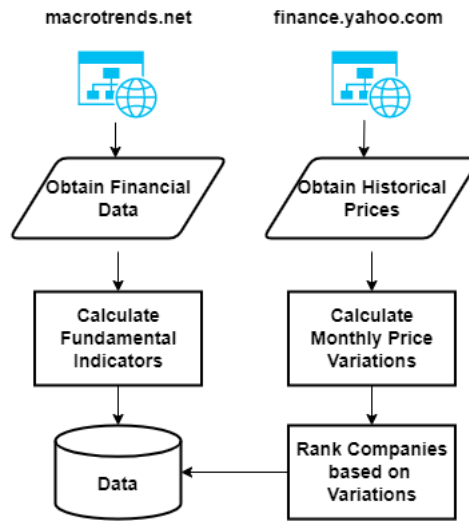 macrotrends.net
finance.yahoo.com
Obtain Financial
Data
Obtain Historical
Prices
Calculate
Fundamental
Indicators
Calculate
Monthly Price
Variations
Data
Rank Companies
based on
Variations